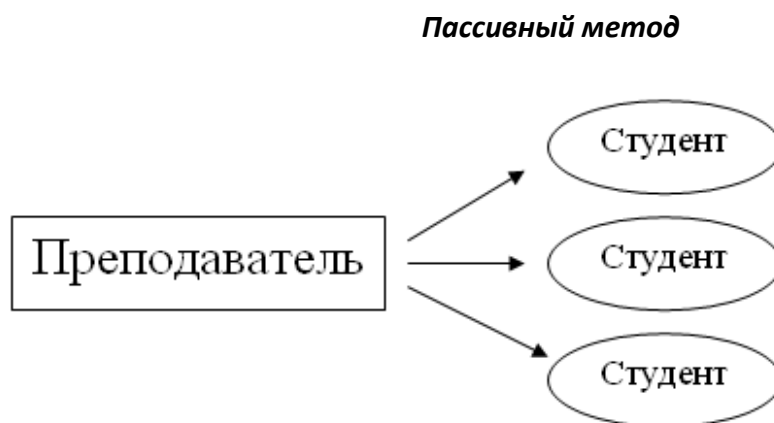 Пассивный метод
Студент
Преподаватель
Студент
Студент